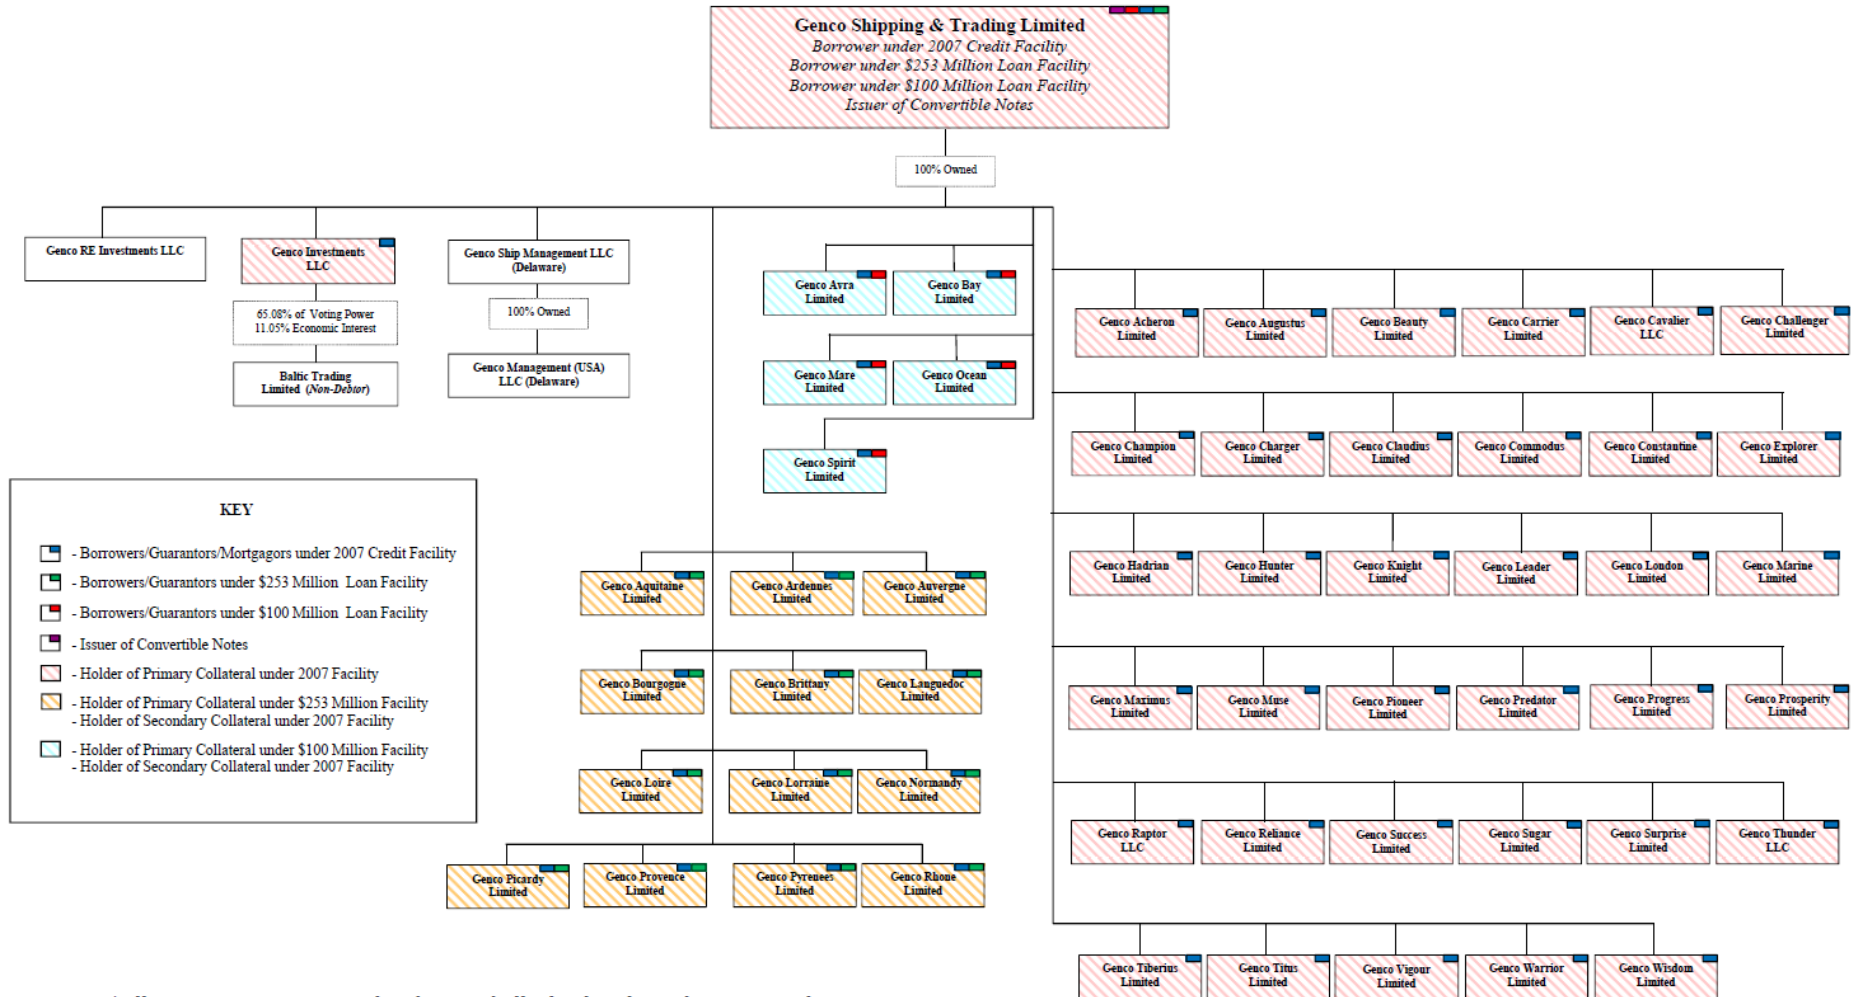 Genco Shipping & Trading Limited
Borrower under 2007 Credit Facility
Borrower under $253 Million Loan Facility
Borrower under $100 Million Loan Facility
Issuer of Convertible Notes
100% Owned
Genco RE Investments LLC
Genco Investments
LLC
65.08% of Voting Power
11.05% Economic Interest
Baltic Trading
Limited (Non-Debtor)
Genco Ship Management LLC
(Delaware)
100% Owned
Genco Management (USA)
LLC (Delaware)
Genco Avra
Limited
Genco Bay
Limited
Genco Mare
Limited
Genco Ocean
Limited
Genco Spirit
Limited
Genco Aquitaine
Limited
Genco Ardennes
Limited
Genco Auvergne
Limited
Genco Bourgogne
Limited
Genco Brittany
Limited
Genco Languedoc
Limited
Genco Loire
Limited
Genco Lorraine
Limited
Genco Normandy
Limited
Genco Picardy
Limited
Genco Provence
Limited
Genco Pyrenees
Limited
Genco Rhone
Limited
Genco Acheron
Limited
Genco Augustus
Limited
Genco Beauty
Limited
Genco Carrier
Limited
Genco Cavalier
LLC
Genco Challenger
Limited
Genco Champion
Limited
Genco Charger
Limited
Genco Claudius
Limited
Genco Commodus
Limited
Genco Constantine
Limited
Genco Explorer
Limited
Genco Hadrian
Limited
Genco Hunter
Limited
Genco Knight
Limited
Genco Leader
Limited
Genco London
Limited
Genco Marine
Limited
Genco Maximus
Limited
Genco Muse
Limited
Genco Pioneer
Limited
Genco Predator
Limited
Genco Progress
Limited
Genco Prosperity
Limited
Genco Raptor
LLC
Genco Reliance
Limited
Genco Success
Limited
Genco Sugar
Limited
Genco Surprise
Limited
Genco Thunder
LLC
Genco Tiberius
Limited
Genco Titus
Limited
Genco Vigour
Limited
Genco Warrior
Limited
Genco Wisdom
Limited
KEY
- Borrowers/Guarantors/Mortgagors under 2007 Credit Facility
- Borrowers/Guarantors under $253 Million Loan Facility
- Borrowers/Guarantors under $100 Million Loan Facility
- Issuer of Convertible Notes
- Holder of Primary Collateral under 2007 Facility
- Holder of Primary Collateral under $253 Million Facility
- Holder of Secondary Collateral under 2007 Facility
- Holder of Primary Collateral under $100 Million Facility
- Holder of Secondary Collateral under 2007 Facility